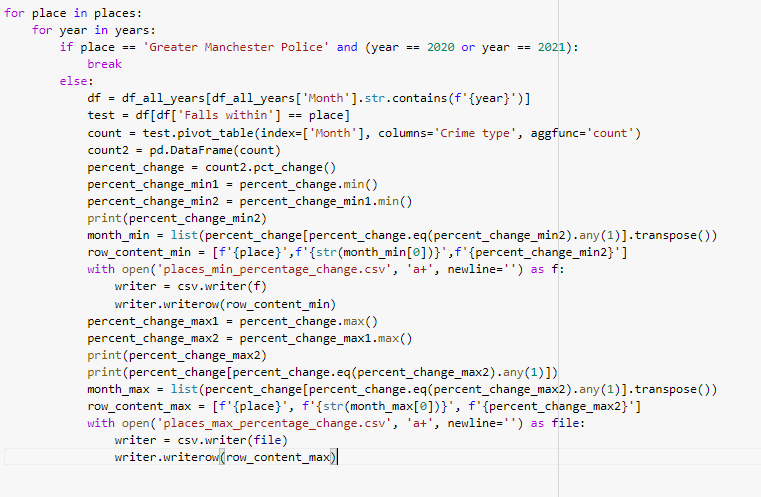 for place in places:
    for year in years:
        if place == 'Greater Manchester Police' and (year == 2020 or year == 2021):
            break
        else:
            df = df_all_years[df_all_years['Month'].str.contains(f'{year}')]
            test = df[df['Falls within'] == place]
            count = test.pivot_table(index=['Month'], columns='Crime type', aggfunc='count')
            count2 = pd.DataFrame(count)
            percent_change = count2.pct_change()
            percent_change_min1 = percent_change.min()
            percent_change_min2 = percent_change_min1.min()
            print(percent_change_min2)
            month_min = list(percent_change[percent_change.eq(percent_change_min2).any(1)].transpose())
            row_content_min = [f'{place}',f'{str(month_min[0])}',f'{percent_change_min2}']
            with open('places_min_percentage_change.csv', 'a+', newline='') as f:
                writer = csv.writer(f)
                writer.writerow(row_content_min)
            percent_change_max1 = percent_change.max()
            percent_change_max2 = percent_change_max1.max()
            print(percent_change_max2)
            print(percent_change[percent_change.eq(percent_change_max2).any(1)])
            month_max = list(percent_change[percent_change.eq(percent_change_max2).any(1)].transpose())
            row_content_max = [f'{place}', f'{str(month_max[0])}', f'{percent_change_max2}']
            with open('places_max_percentage_change.csv', 'a+', newline='') as file:
                writer = csv.writer(file)
                writer.writerow(row_content_max)